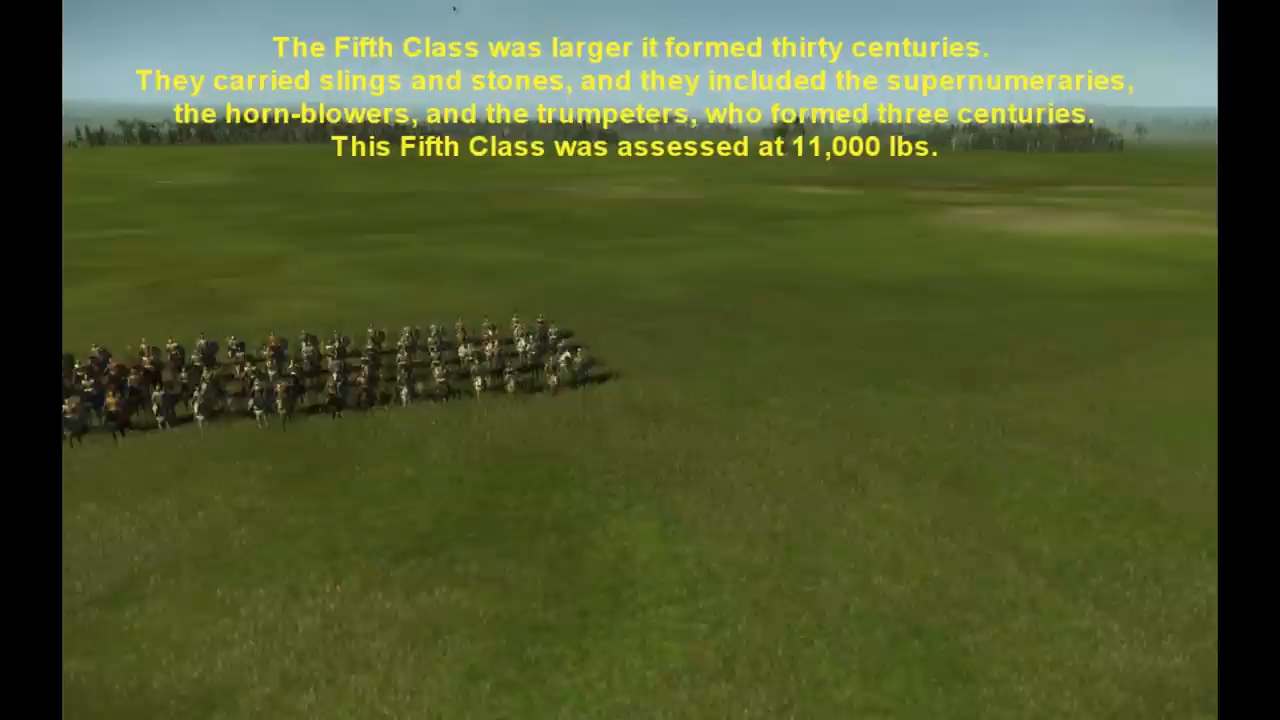 The Fifth Class was larger it formed thirty centuries.
They carried slings and stones, and they included the supernumeraries,
the horn-blowers, and the trumpeters, who formed three centuries.
This Fifth Class was assessed at 11,000 lbs.